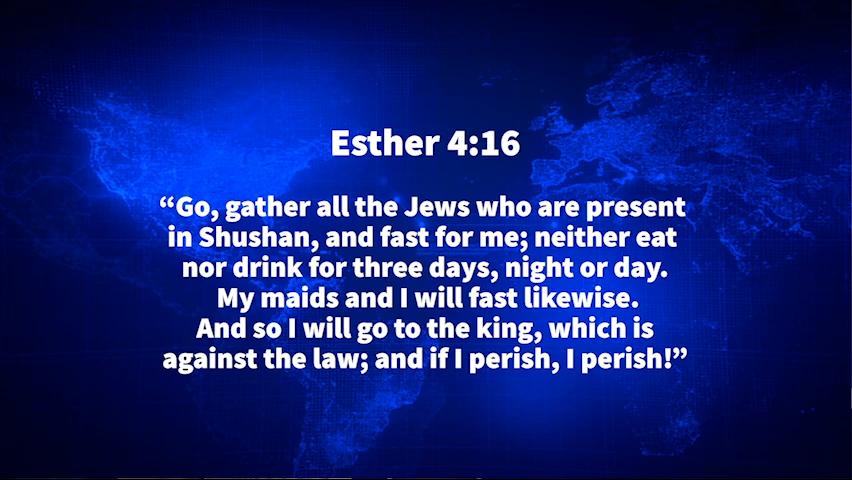 Esther 4:16
“Go, gather all the Jews who are present
in Shushan, and fast for me; neither eat
nor drink for three days, night or day.
My maids and I will fast likewise.
And so I will go to the king, which is
against the law; and if I perish, I perish!”